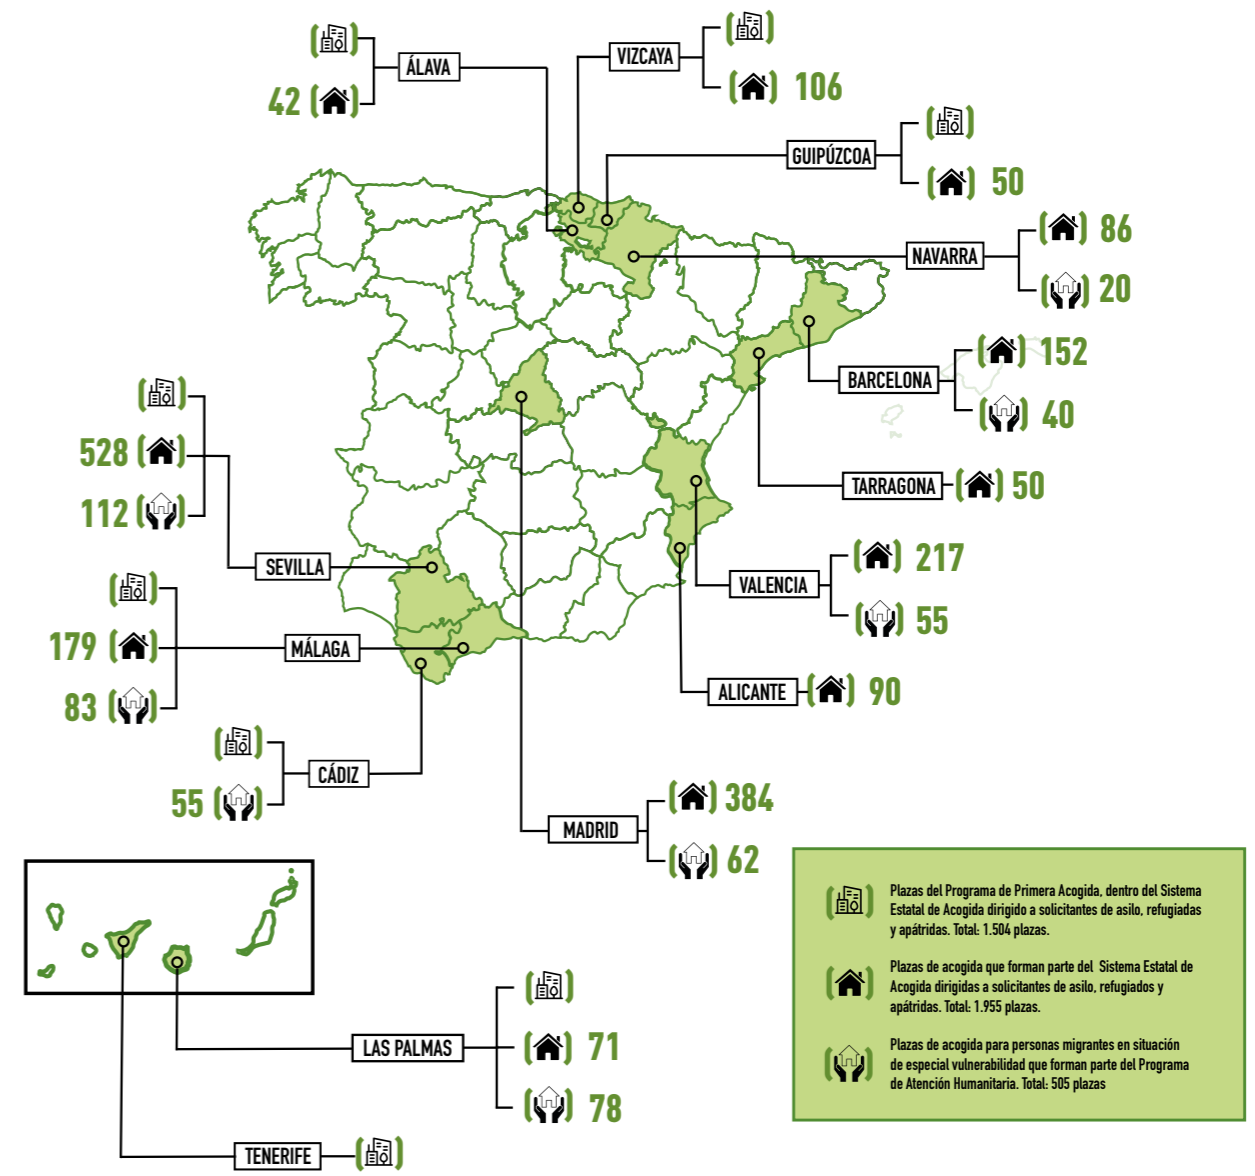 ÁLAVA
42
VIZCAYA
106
GUIPÚZCOA
50
NAVARRA
86
20
BARCELONA
152
40
TARRAGONA
50
VALENCIA
217
55
ALICANTE
90
528
112
SEVILLA
179
MÁLAGA
83
CÁDIZ
55
MADRID
384
62
LAS PALMAS
71
78
TENERIFE
Plazas del Programa de Primera Acogida, dentro del Sistema
Estatal de Acogida dirigido a solicitantes de asilo, refugiadas
y apátridas. Total: 1.504 plazas.
Plazas de acogida que forman parte del Sistema Estatal de
Acogida dirigidas a solicitantes de asilo, refugiados y
apátridas. Total: 1.955 plazas.
Plazas de acogida para personas migrantes en situación
de especial vulnerabilidad que forman parte del Programa
de Atención Humanitaria. Total: 505 plazas